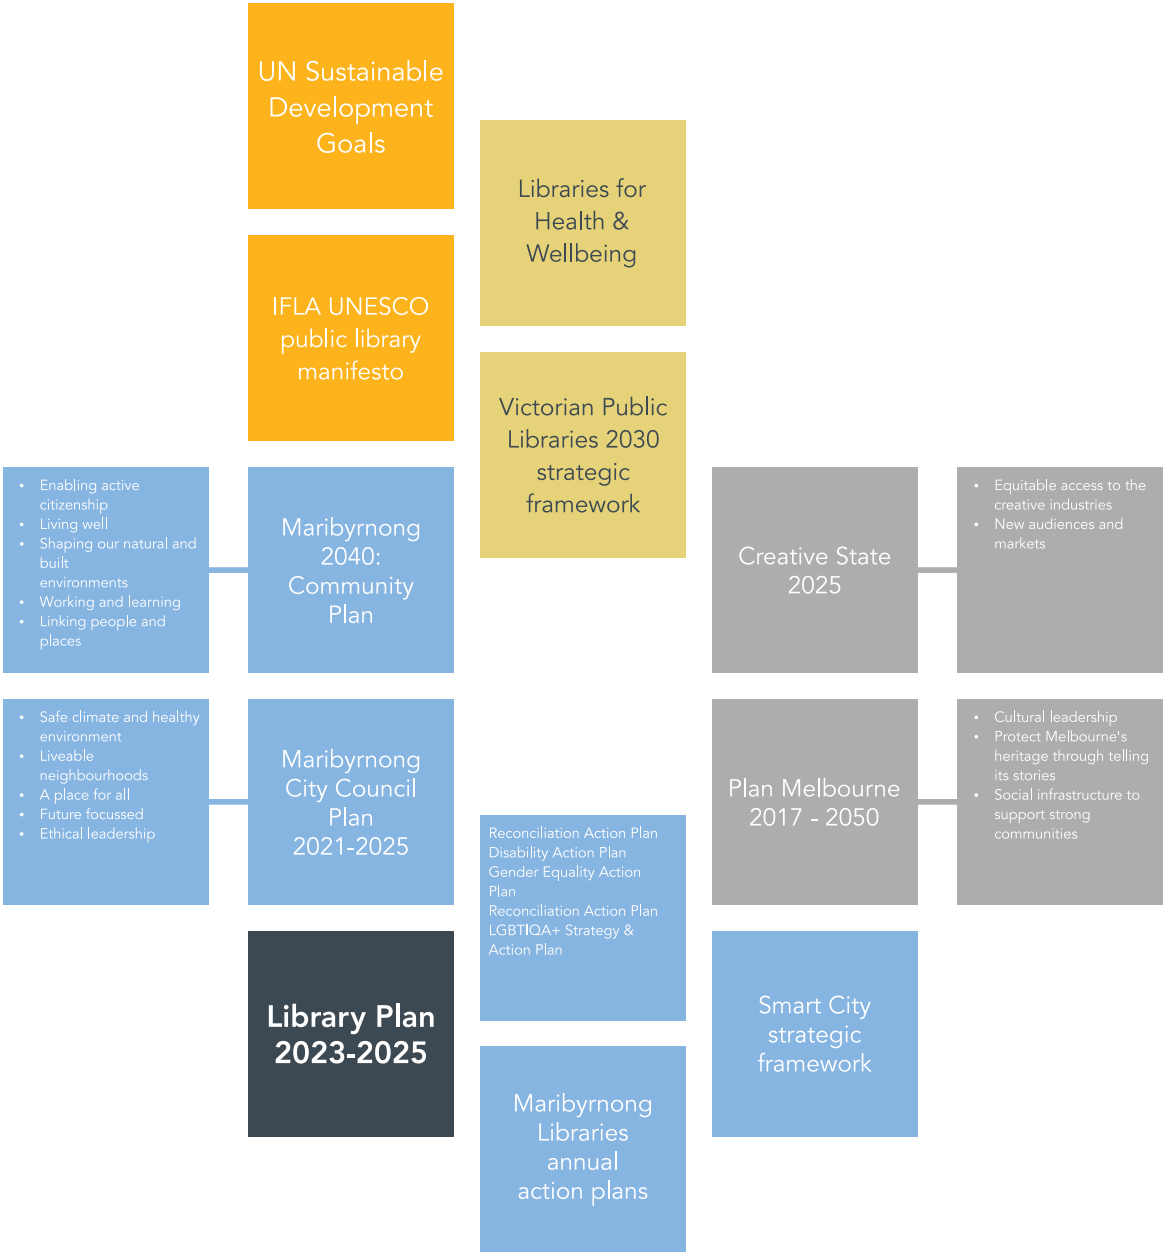 UN Sustainable
Development
Goals
Libraries for
Health &
Wellbeing
IFLA UNESCO
public library
manifesto
Victorian Public
Libraries 2030
strategic
framework
• Enabling active
citizenship
• Living well
• Shaping our natural and
built
environments
• Working and learning
• Linking people and
places
Maribyrnong
2040:
Community
Plan
Creative State
2025
• Equitable access to the
creative industries
• New audiences and
markets
• Safe climate and healthy
environment
• Liveable
neighbourhoods
• A place for all
• Future focussed
• Ethical leadership
Maribyrnong
City Council
Plan
2021-2025
Plan Melbourne
2017 - 2050
• Cultural leadership
• Protect Melbourne's
heritage through telling
its stories
• Social infrastructure to
support strong
communities
Reconciliation Action Plan
Disability Action Plan
Gender Equality Action
Plan
Reconciliation Action Plan
LGBTIQA+ Strategy &
Action Plan
Library Plan
2023-2025
Smart City
strategic
framework
Maribyrnong
Libraries
annual
action plans